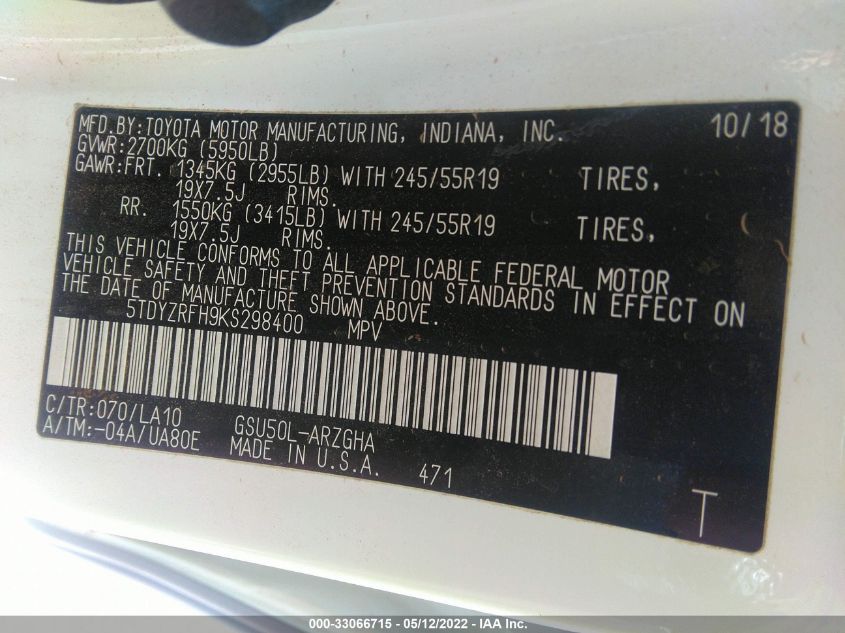 MFD.BY:TOYOTA MOTOR MANUFACTURING, INDIANA, INC. 10/18
GVWR:2700KG (5950LB)
GAWR:FRT. 1345KG (2955LB) WITH 245/55R19 TIRES,
19X7.5J RIMS.
RR. 1550KG (3415LB) WITH 245/55R19 TIRES,
19X7.5J RIMS.
THIS VEHICLE CONFORMS TO ALL APPLICABLE FEDERAL MOTOR
VEHICLE SAFETY AND THEFT PREVENTION STANDARDS IN EFFECT ON
THE DATE OF MANUFACTURE SHOWN ABOVE.
5TDYZRFH9KS298400 MPV
C/TR:070/LA10 GSU50L-ARZGHA
A/TM:-04A/UA80E MADE IN U.S.A. 471
T
000-33066715 - 05/12/2022 - IAA Inc.